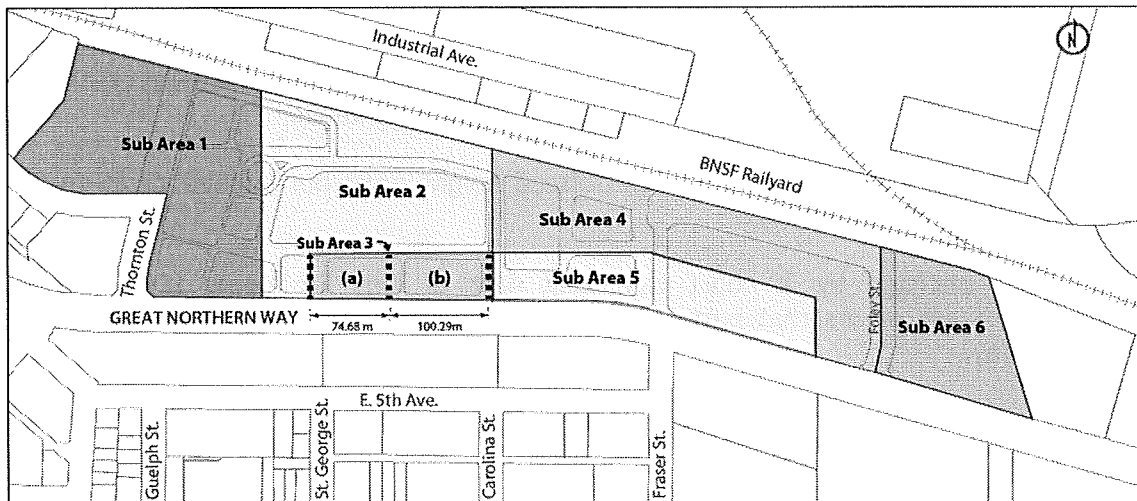 Industrial Ave.
N
BNSF Railyard
Sub Area 1
Sub Area 2
Sub Area 4
Sub Area 3
(a)
(b)
Sub Area 5
Thornton St.
GREAT NORTHERN WAY
74.68 m
100.29m
Foley St.
Sub Area 6
E. 5th Ave.
Guelph St.
St. George St.
Carolina St.
Fraser St.